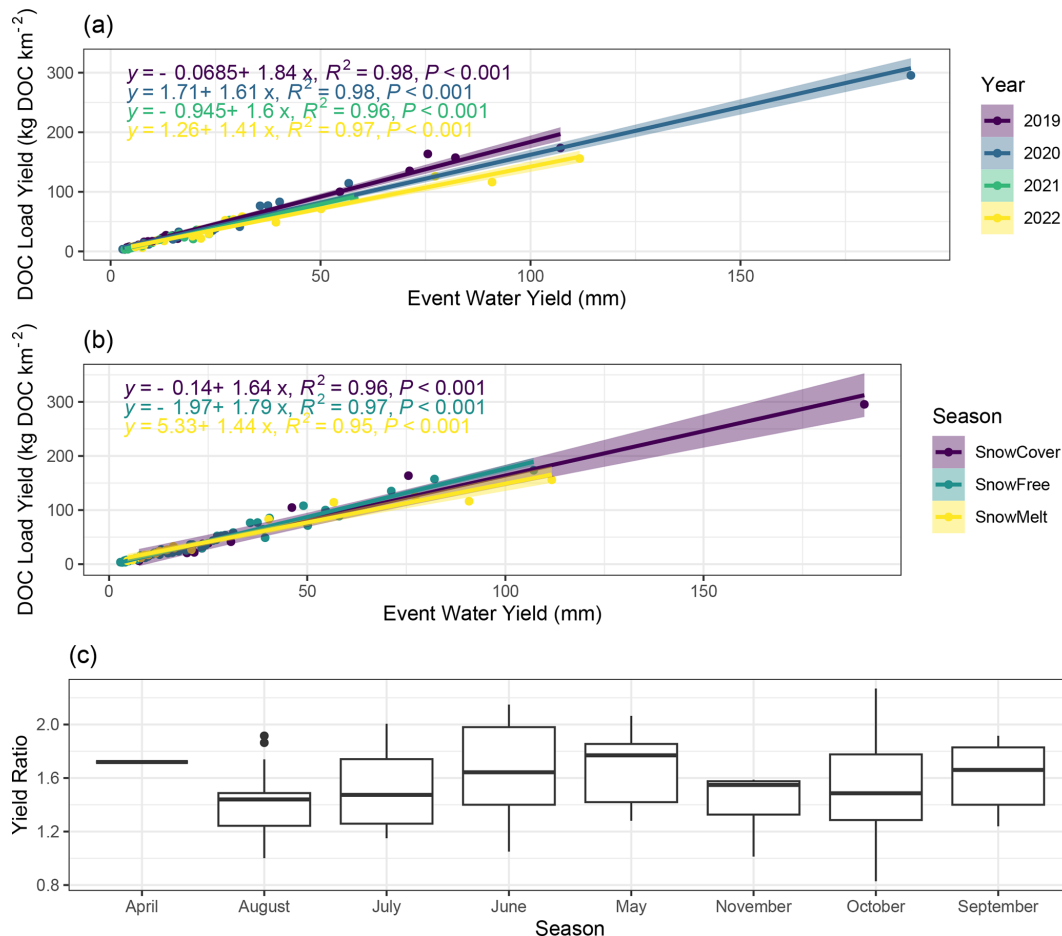 (a)
DOC Load Yield (kg DOC km⁻²)
300
200
100
0
y = - 0.0685+ 1.84 x, R² = 0.98, P < 0.001
y = 1.71+ 1.61 x, R² = 0.98, P < 0.001
y = - 0.945+ 1.6 x, R² = 0.96, P < 0.001
y = 1.26+ 1.41 x, R² = 0.97, P < 0.001
0 50 100 150
Event Water Yield (mm)
Year
2019
2020
2021
2022
(b)
DOC Load Yield (kg DOC km⁻²)
300
200
100
0
y = - 0.14+ 1.64 x, R² = 0.96, P < 0.001
y = - 1.97+ 1.79 x, R² = 0.97, P < 0.001
y = 5.33+ 1.44 x, R² = 0.95, P < 0.001
0 50 100 150
Event Water Yield (mm)
Season
SnowCover
SnowFree
SnowMelt
(c)
Yield Ratio
2.0
1.6
1.2
0.8
April August July June May November October September
Season